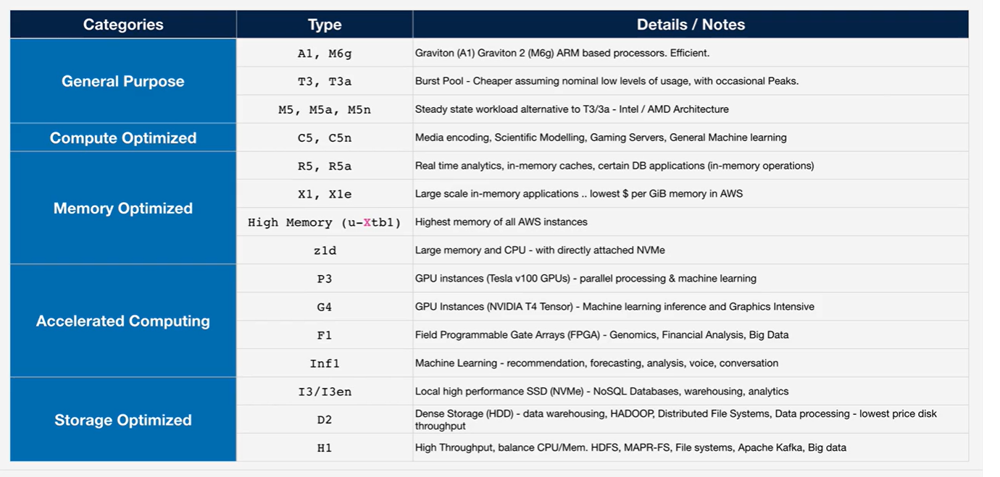 Categories Type Details / Notes
General Purpose
A1, M6g Graviton (A1) Graviton 2 (M6g) ARM based processors. Efficient.
T3, T3a Burst Pool - Cheaper assuming nominal low levels of usage, with occasional Peaks.
M5, M5a, M5n Steady state workload alternative to T3/3a - Intel / AMD Architecture
Compute Optimized
C5, C5n Media encoding, Scientific Modelling, Gaming Servers, General Machine learning
Memory Optimized
R5, R5a Real time analytics, in-memory caches, certain DB applications (in-memory operations)
X1, X1e Large scale in-memory applications .. lowest $ per GiB memory in AWS
High Memory (u-Xtb1) Highest memory of all AWS instances
z1d Large memory and CPU - with directly attached NVMe
Accelerated Computing
P3 GPU instances (Tesla v100 GPUs) - parallel processing & machine learning
G4 GPU Instances (NVIDIA T4 Tensor) - Machine learning inference and Graphics Intensive
F1 Field Programmable Gate Arrays (FPGA) - Genomics, Financial Analysis, Big Data
Inf1 Machine Learning - recommendation, forecasting, analysis, voice, conversation
Storage Optimized
I3/I3en Local high performance SSD (NVMe) - NoSQL Databases, warehousing, analytics
D2 Dense Storage (HDD) - data warehousing, HADOOP, Distributed File Systems, Data processing - lowest price disk
throughput
H1 High Throughput, balance CPU/Mem. HDFS, MAPR-FS, File systems, Apache Kafka, Big data